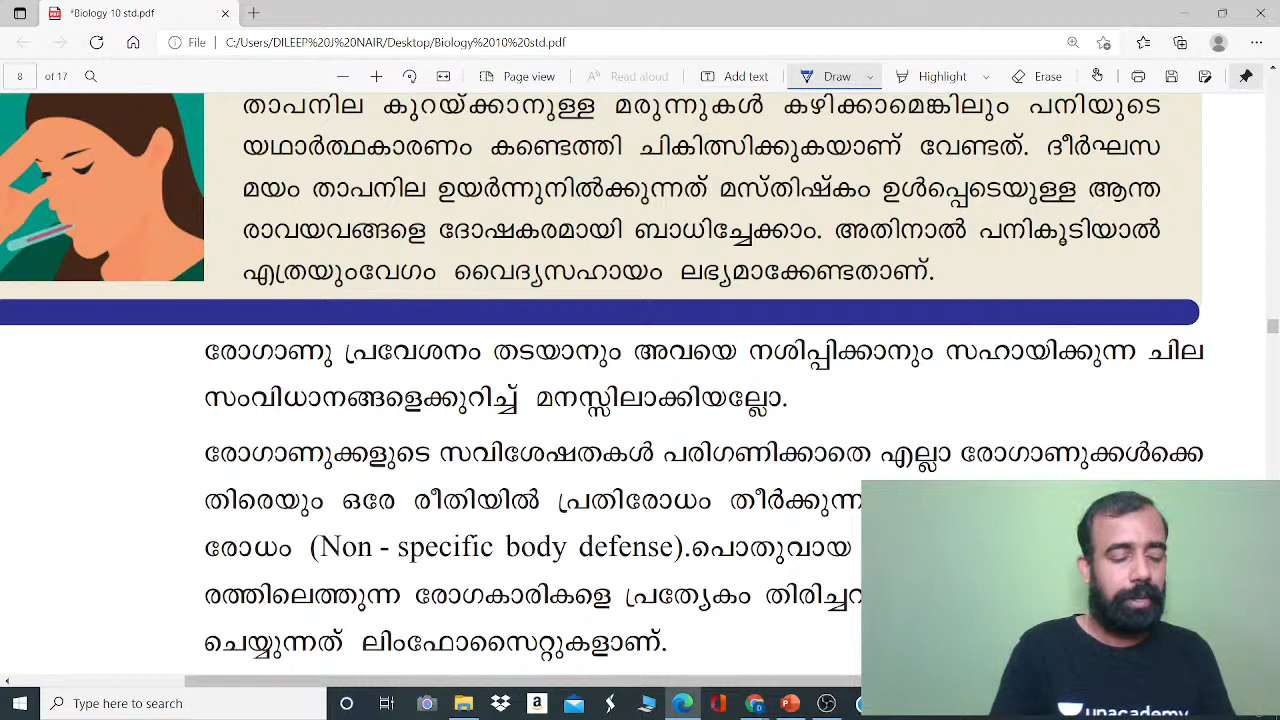 *Biology 10 std.pdf
File C:/Users/DILEEP%20J%20NAIR/Desktop/Biology%2010%20std.pdf
8 of 17 Page view Read aloud Add text Draw Highlight Erase
താപനില കുറയ്ക്കാനുള്ള മരുന്നുകൾ കഴിക്കാമെങ്കിലും പനിയുടെ
യഥാർത്ഥകാരണം കണ്ടെത്തി ചികിത്സിക്കുകയാണ് വേണ്ടത്. ദീർഘസ
മയം താപനില ഉയർന്നുനിൽക്കുന്നത് മസ്തിഷ്കം ഉൾപ്പെടെയുള്ള ആന്ത
രാവയവങ്ങളെ ദോഷകരമായി ബാധിച്ചേക്കാം. അതിനാൽ പനികൂടിയാൽ
എത്രയുംവേഗം വൈദ്യസഹായം ലഭ്യമാക്കേണ്ടതാണ്.
രോഗാണു പ്രവേശനം തടയാനും അവയെ നശിപ്പിക്കാനും സഹായിക്കുന്ന ചില
സംവിധാനങ്ങളെക്കുറിച്ച് മനസ്സിലാക്കിയല്ലോ.
രോഗാണുക്കളുടെ സവിശേഷതകൾ പരിഗണിക്കാതെ എല്ലാ രോഗാണുക്കൾക്കെ
തിരെയും ഒരേ രീതിയിൽ പ്രതിരോധം തീർക്കുന്ന
രോധം (Non - specific body defense).പൊതുവായ
രത്തിലെത്തുന്ന രോഗകാരികളെ പ്രത്യേകം
ചെയ്യുന്നത് ലിംഫോസൈറ്റുകളാണ്.
unacademy
Type here to search